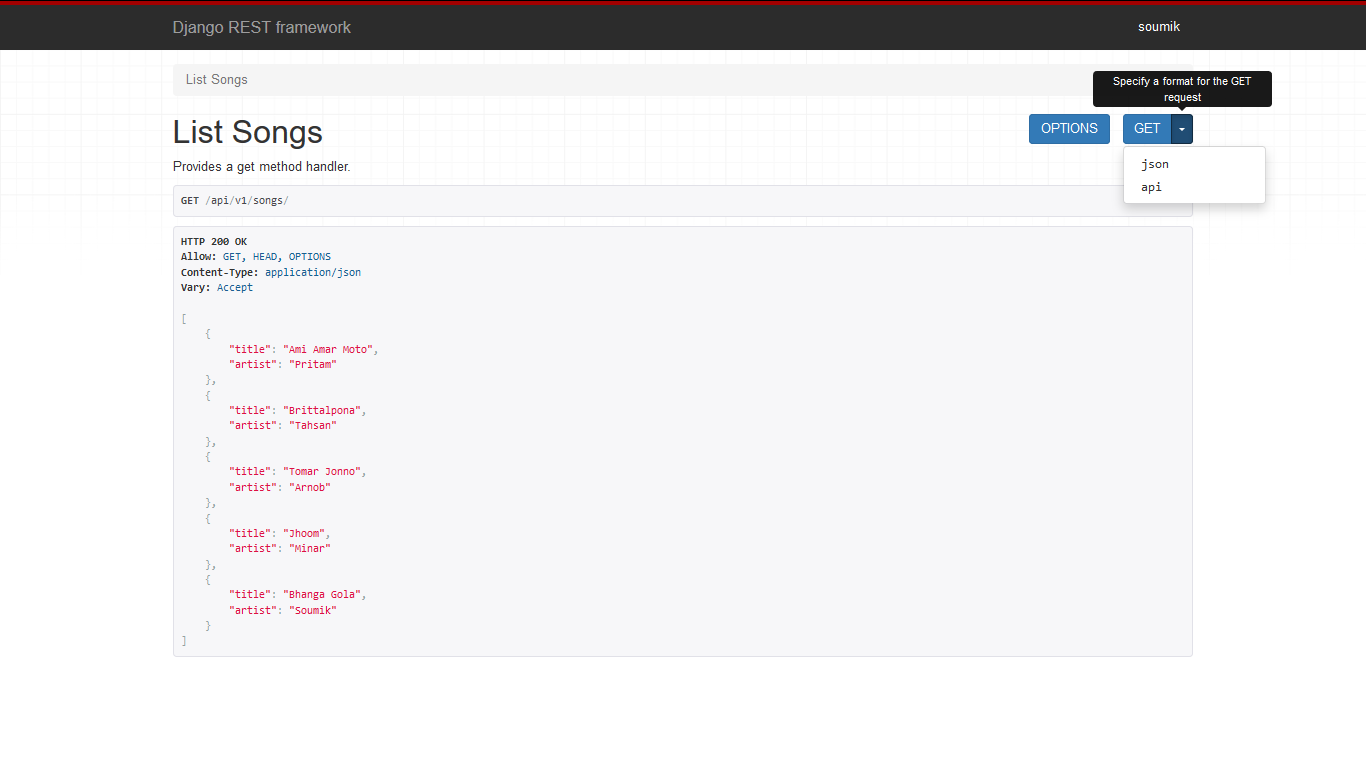 Django REST framework
soumik
List Songs
Specify a format for the GET
request
List Songs
OPTIONS
GET
Provides a get method handler.
json
api
GET /api/v1/songs/
HTTP 200 OK
Allow: GET, HEAD, OPTIONS
Content-Type: application/json
Vary: Accept
[
    {
        "title": "Ami Amar Moto",
        "artist": "Pritam"
    },
    {
        "title": "Brittalpona",
        "artist": "Tahsan"
    },
    {
        "title": "Tomar Jonno",
        "artist": "Arnob"
    },
    {
        "title": "Jhoom",
        "artist": "Minar"
    },
    {
        "title": "Bhanga Gola",
        "artist": "Soumik"
    }
]